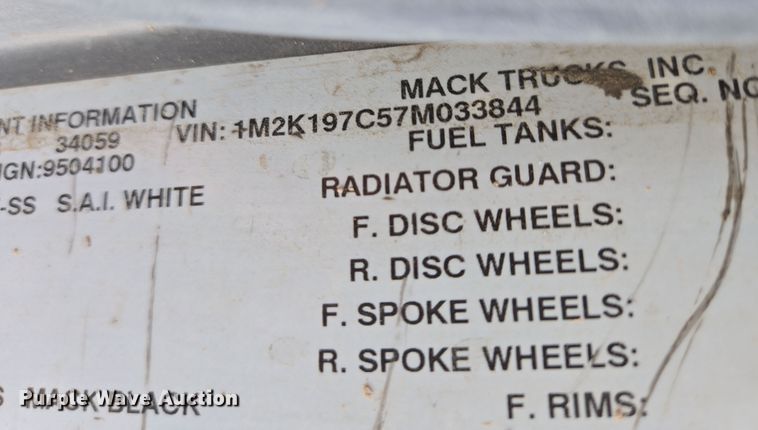 MACK TRUCKS, INC.
NT INFORMATION
VIN: 1M2K197C57M033844
SEQ. NO
34059
FUEL TANKS:
IGN:9504100
RADIATOR GUARD:
-SS S.A.I. WHITE
F. DISC WHEELS:
R. DISC WHEELS:
F. SPOKE WHEELS:
R. SPOKE WHEELS:
S MACK BLACK
F. RIMS:
Purple Wave Auction